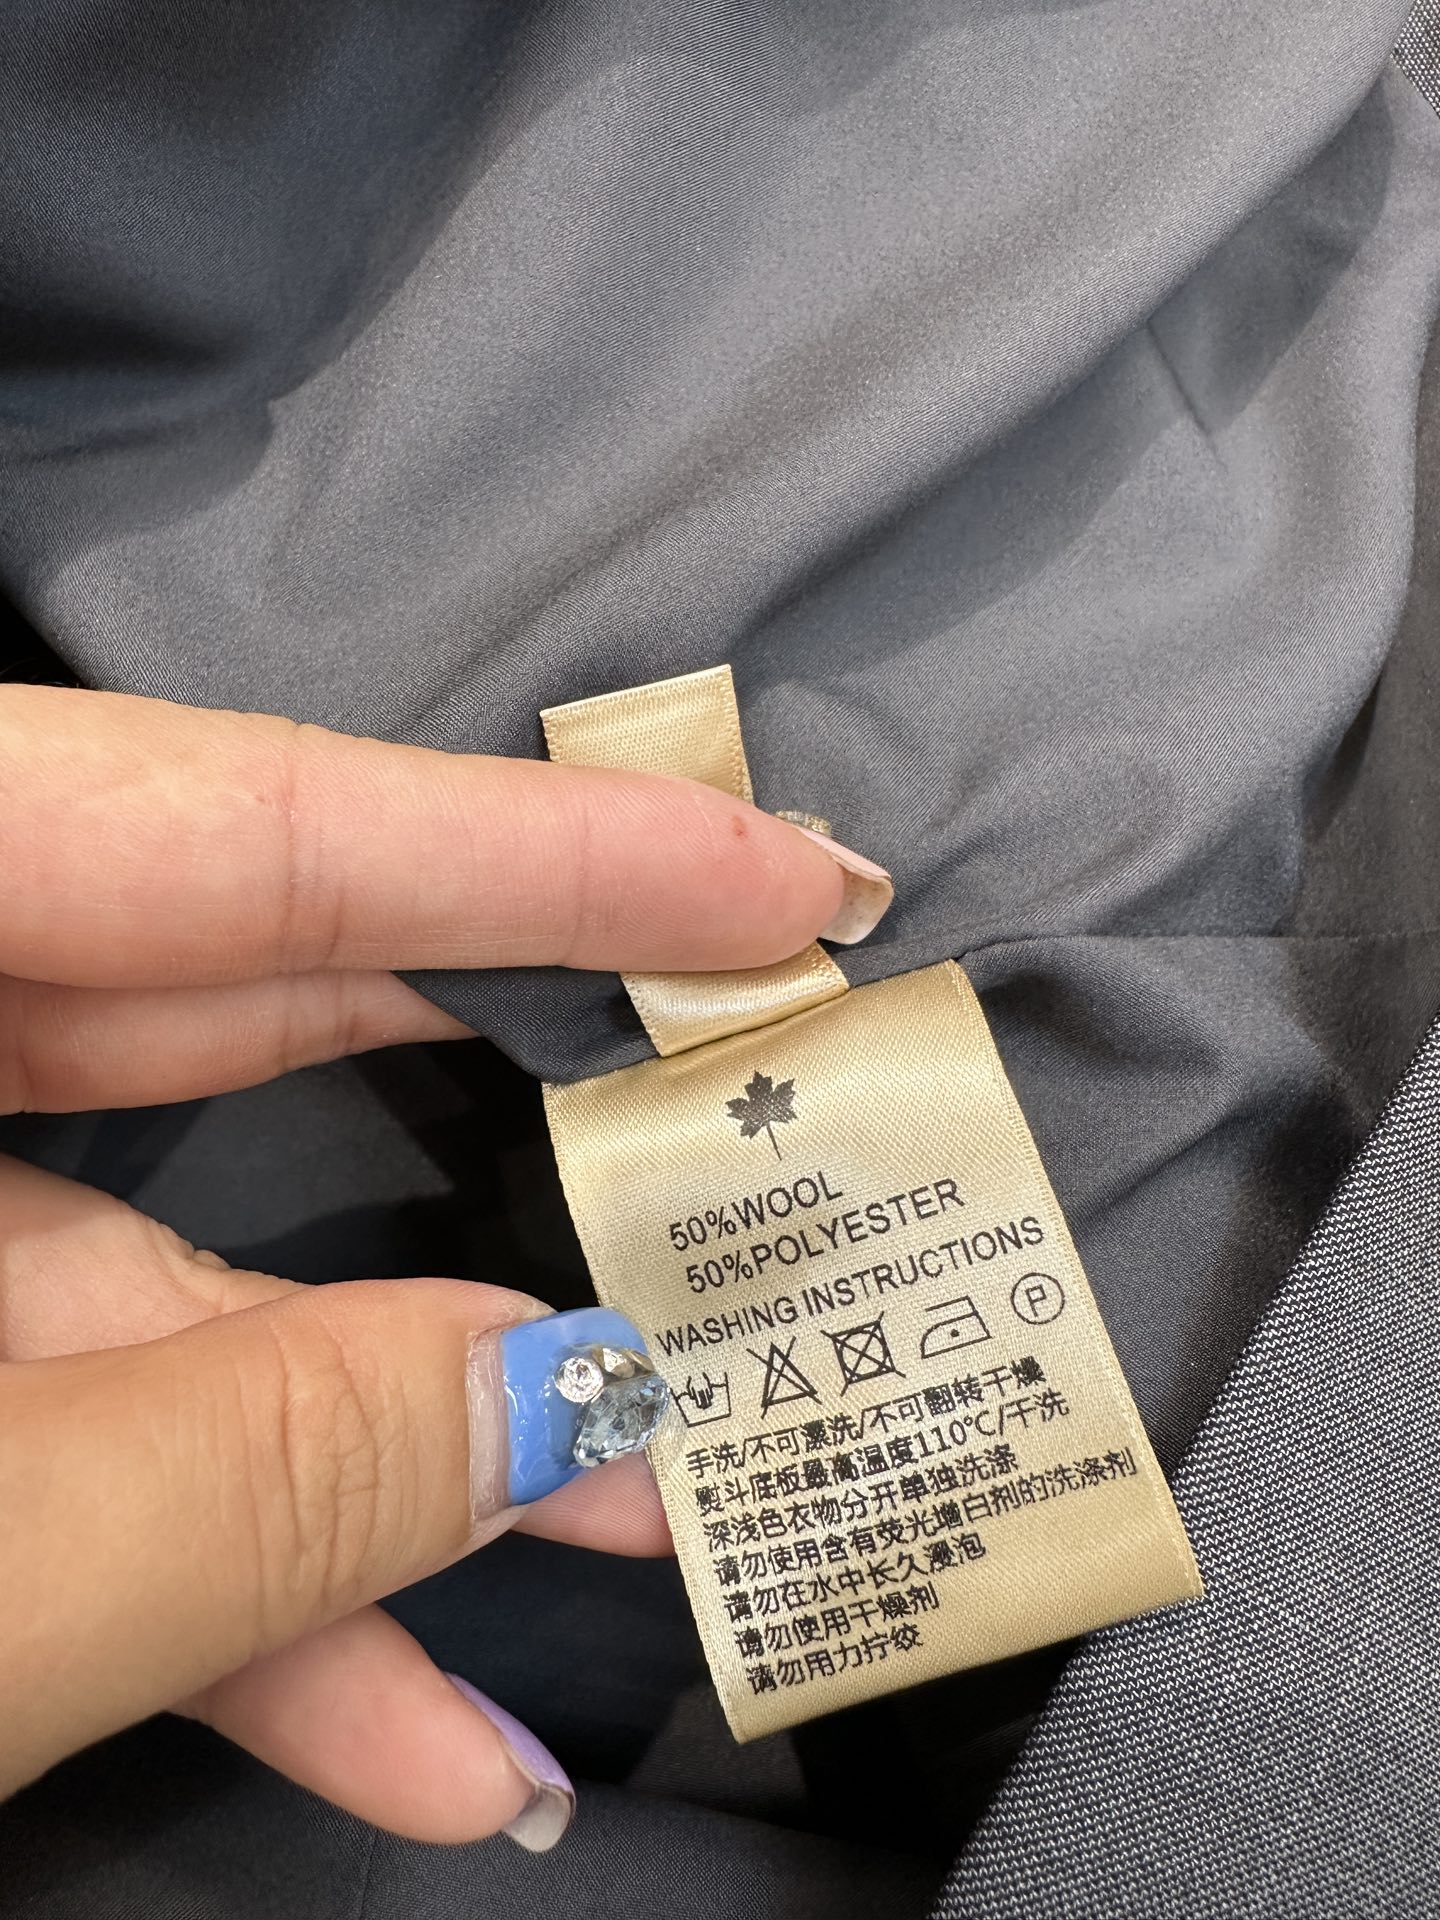 50%WOOL
50%POLYESTER
WASHING INSTRUCTIONS
P
手洗/不可漂洗/不可翻转干燥
熨斗底板最高温度110℃/干洗
深浅色衣物分开单独洗涤
请勿使用含有荧光增白剂的洗涤剂
请勿在水中长久浸泡
请勿使用干燥剂
请勿用力拧绞